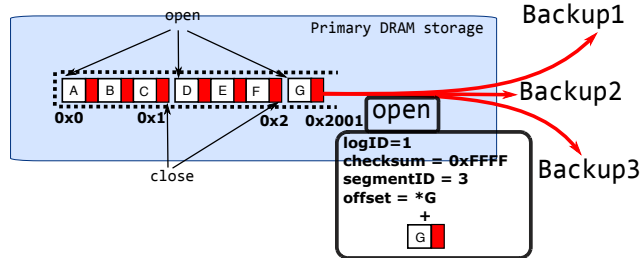 open
Primary DRAM storage
Backup1
A B C D E F G
Backup2
0x0 0x1 0x2 0x2001
open
logID=1
checksum = 0xFFFF
segmentID = 3
offset = *G
+
G
close
Backup3